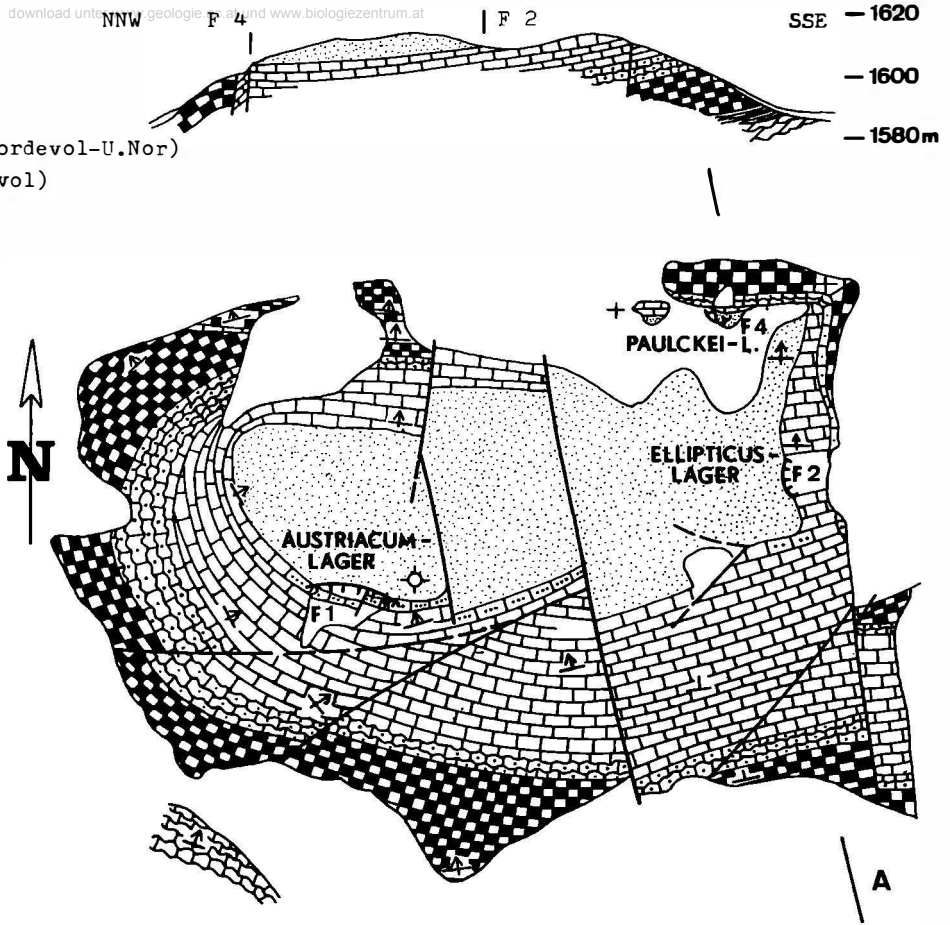 download unter www.geologie.ac.at und www.biologiezentrum.at
NNW F 4 F 2 SSE
1620
1600
1580m
ordevol-U.Nor)
vol)
F4
PAULCKEI-L.
N
ELLIPTICUS-
LAGER
F 2
AUSTRIACUM-
LAGER
F1
A